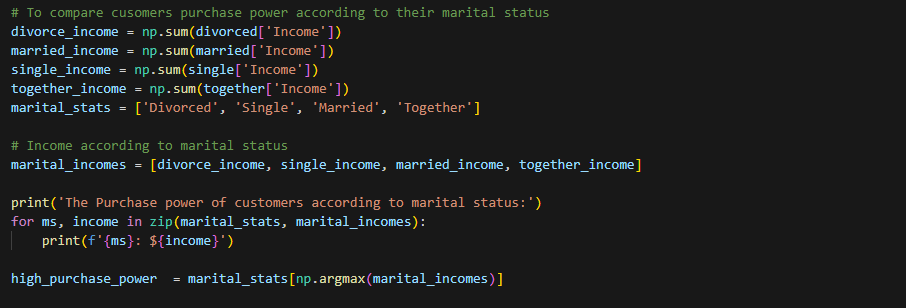 # To compare cusomers purchase power according to their marital status
divorce_income = np.sum(divorced['Income'])
married_income = np.sum(married['Income'])
single_income = np.sum(single['Income'])
together_income = np.sum(together['Income'])
marital_stats = ['Divorced', 'Single', 'Married', 'Together']
# Income according to marital status
marital_incomes = [divorce_income, single_income, married_income, together_income]
print('The Purchase power of customers according to marital status:')
for ms, income in zip(marital_stats, marital_incomes):
    print(f'{ms}: ${income}')
high_purchase_power  = marital_stats[np.argmax(marital_incomes)]